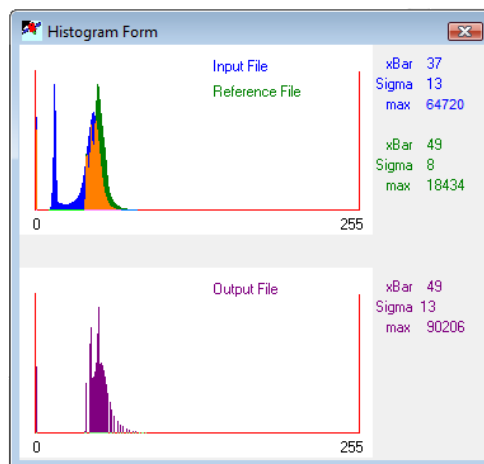 Histogram Form
Input File
Reference File
xBar 37
Sigma 13
max 64720
xBar 49
Sigma 8
max 18434
0 255
Output File
xBar 49
Sigma 13
max 90206
0 255